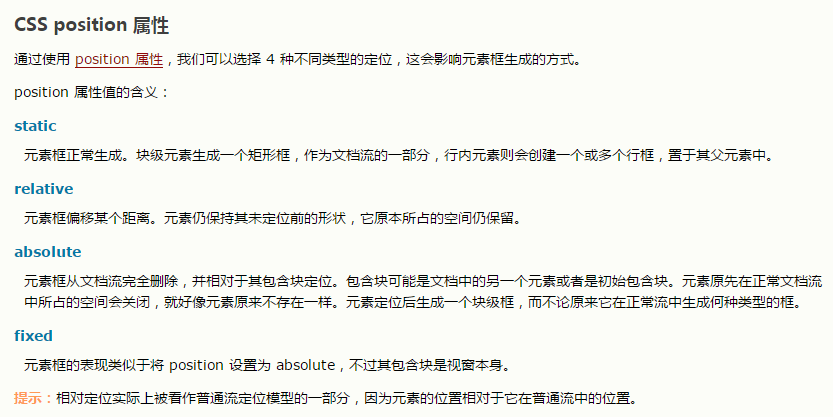 CSS position 属性
通过使用 position 属性，我们可以选择 4 种不同类型的定位，这会影响元素框生成的方式。
position 属性值的含义：
static
元素框正常生成。块级元素生成一个矩形框，作为文档流的一部分，行内元素则会创建一个或多个行框，置于其父元素中。
relative
元素框偏移某个距离。元素仍保持其未定位前的形状，它原本所占的空间仍保留。
absolute
元素框从文档流完全删除，并相对于其包含块定位。包含块可能是文档中的另一个元素或者是初始包含块。元素原先在正常文档流
中所占的空间会关闭，就好像元素原来不存在一样。元素定位后生成一个块级框，而不论原来它在正常流中生成何种类型的框。
fixed
元素框的表现类似于将 position 设置为 absolute，不过其包含块是视窗本身。
提示：相对定位实际上被看作普通流定位模型的一部分，因为元素的位置相对于它在普通流中的位置。